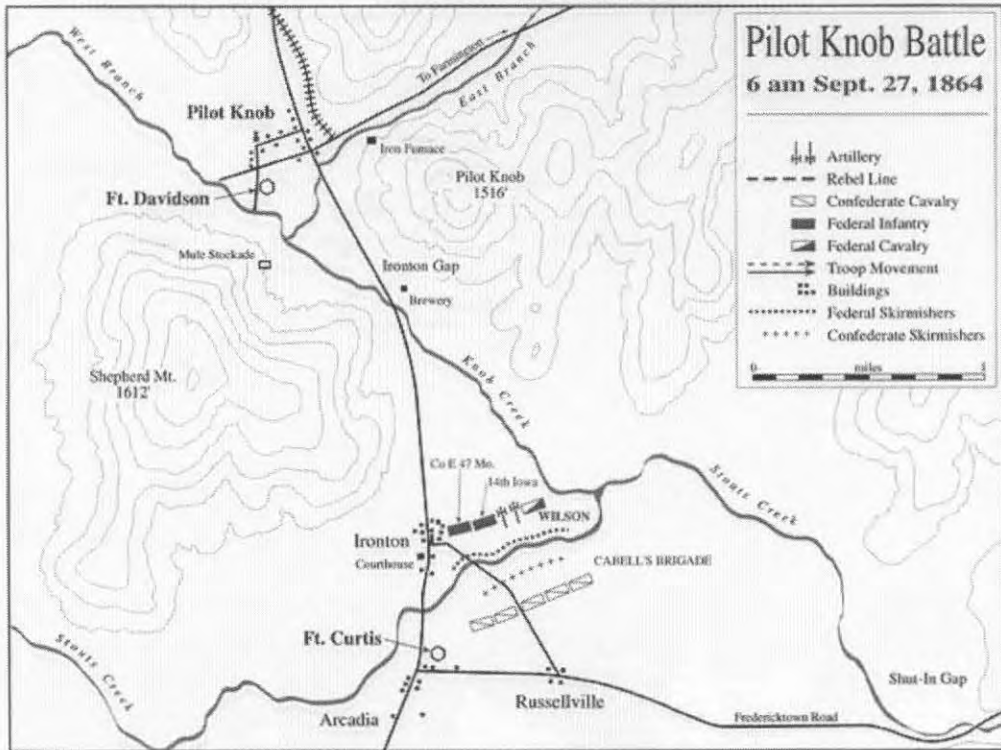 Pilot Knob Battle
6 am Sept. 27, 1864
Artillery
Rebel Line
Confederate Cavalry
Federal Infantry
Federal Cavalry
Troop Movement
Buildings
Federal Skirmishers
Confederate Skirmishers
0 miles 1
West Branch
To Farmington
East Branch
Pilot Knob
Iron Furnace
Pilot Knob
1516'
Ft. Davidson
Mule Stockade
Ironton Gap
Brewery
Shepherd Mt.
1612'
Knob Creek
Stouts Creek
Co E 47 Mo.
14th Iowa
WILSON
Ironton
Courthouse
CABELL'S BRIGADE
Ft. Curtis
Stouts Creek
Shut-In Gap
Russellville
Arcadia
Fredericktown Road